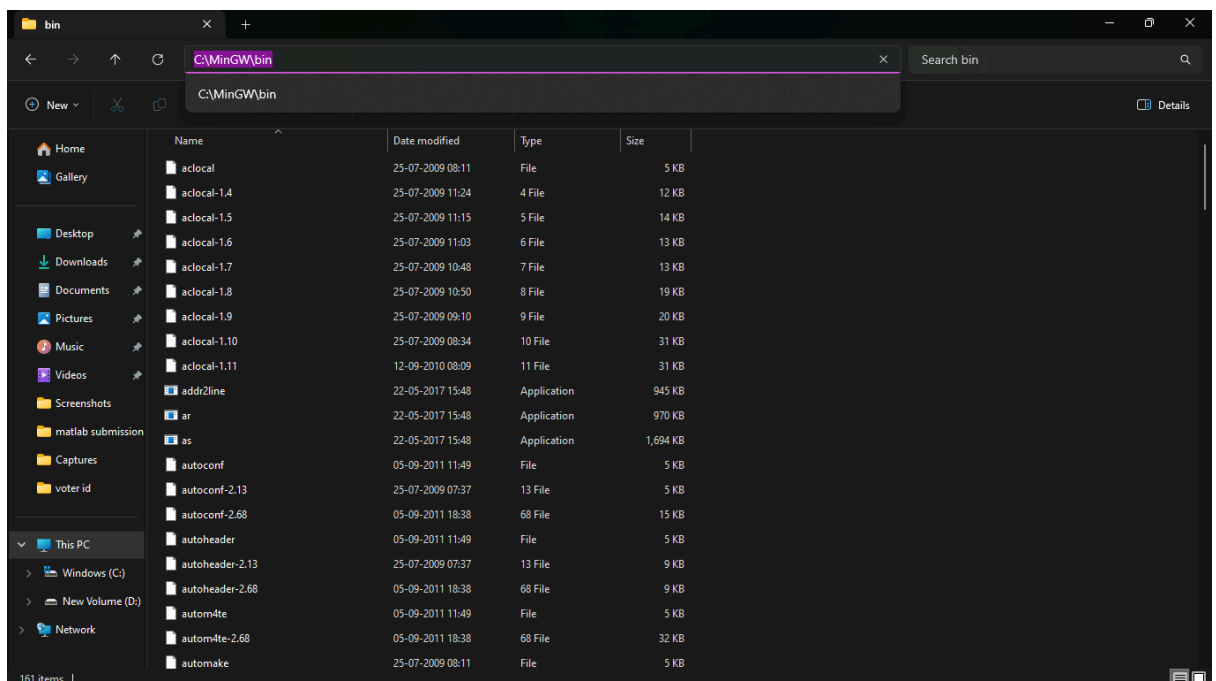 bin
C:\MinGW\bin
Search bin
C:\MinGW\bin
New
Details
Home
Gallery
Desktop
Downloads
Documents
Pictures
Music
Videos
Screenshots
matlab submission
Captures
voter id
This PC
Windows (C:)
New Volume (D:)
Network
Name Date modified Type Size
aclocal 25-07-2009 08:11 File 5 KB
aclocal-1.4 25-07-2009 11:24 4 File 12 KB
aclocal-1.5 25-07-2009 11:15 5 File 14 KB
aclocal-1.6 25-07-2009 11:03 6 File 13 KB
aclocal-1.7 25-07-2009 10:48 7 File 13 KB
aclocal-1.8 25-07-2009 10:50 8 File 19 KB
aclocal-1.9 25-07-2009 09:10 9 File 20 KB
aclocal-1.10 25-07-2009 08:34 10 File 31 KB
aclocal-1.11 12-09-2010 08:09 11 File 31 KB
addr2line 22-05-2017 15:48 Application 945 KB
ar 22-05-2017 15:48 Application 970 KB
as 22-05-2017 15:48 Application 1,694 KB
autoconf 05-09-2011 11:49 File 5 KB
autoconf-2.13 25-07-2009 07:37 13 File 5 KB
autoconf-2.68 05-09-2011 18:38 68 File 15 KB
autoheader 05-09-2011 11:49 File 5 KB
autoheader-2.13 25-07-2009 07:37 13 File 9 KB
autoheader-2.68 05-09-2011 18:38 68 File 9 KB
autom4te 05-09-2011 11:49 File 5 KB
autom4te-2.68 05-09-2011 18:38 68 File 32 KB
automake 25-07-2009 08:11 File 5 KB
161 items